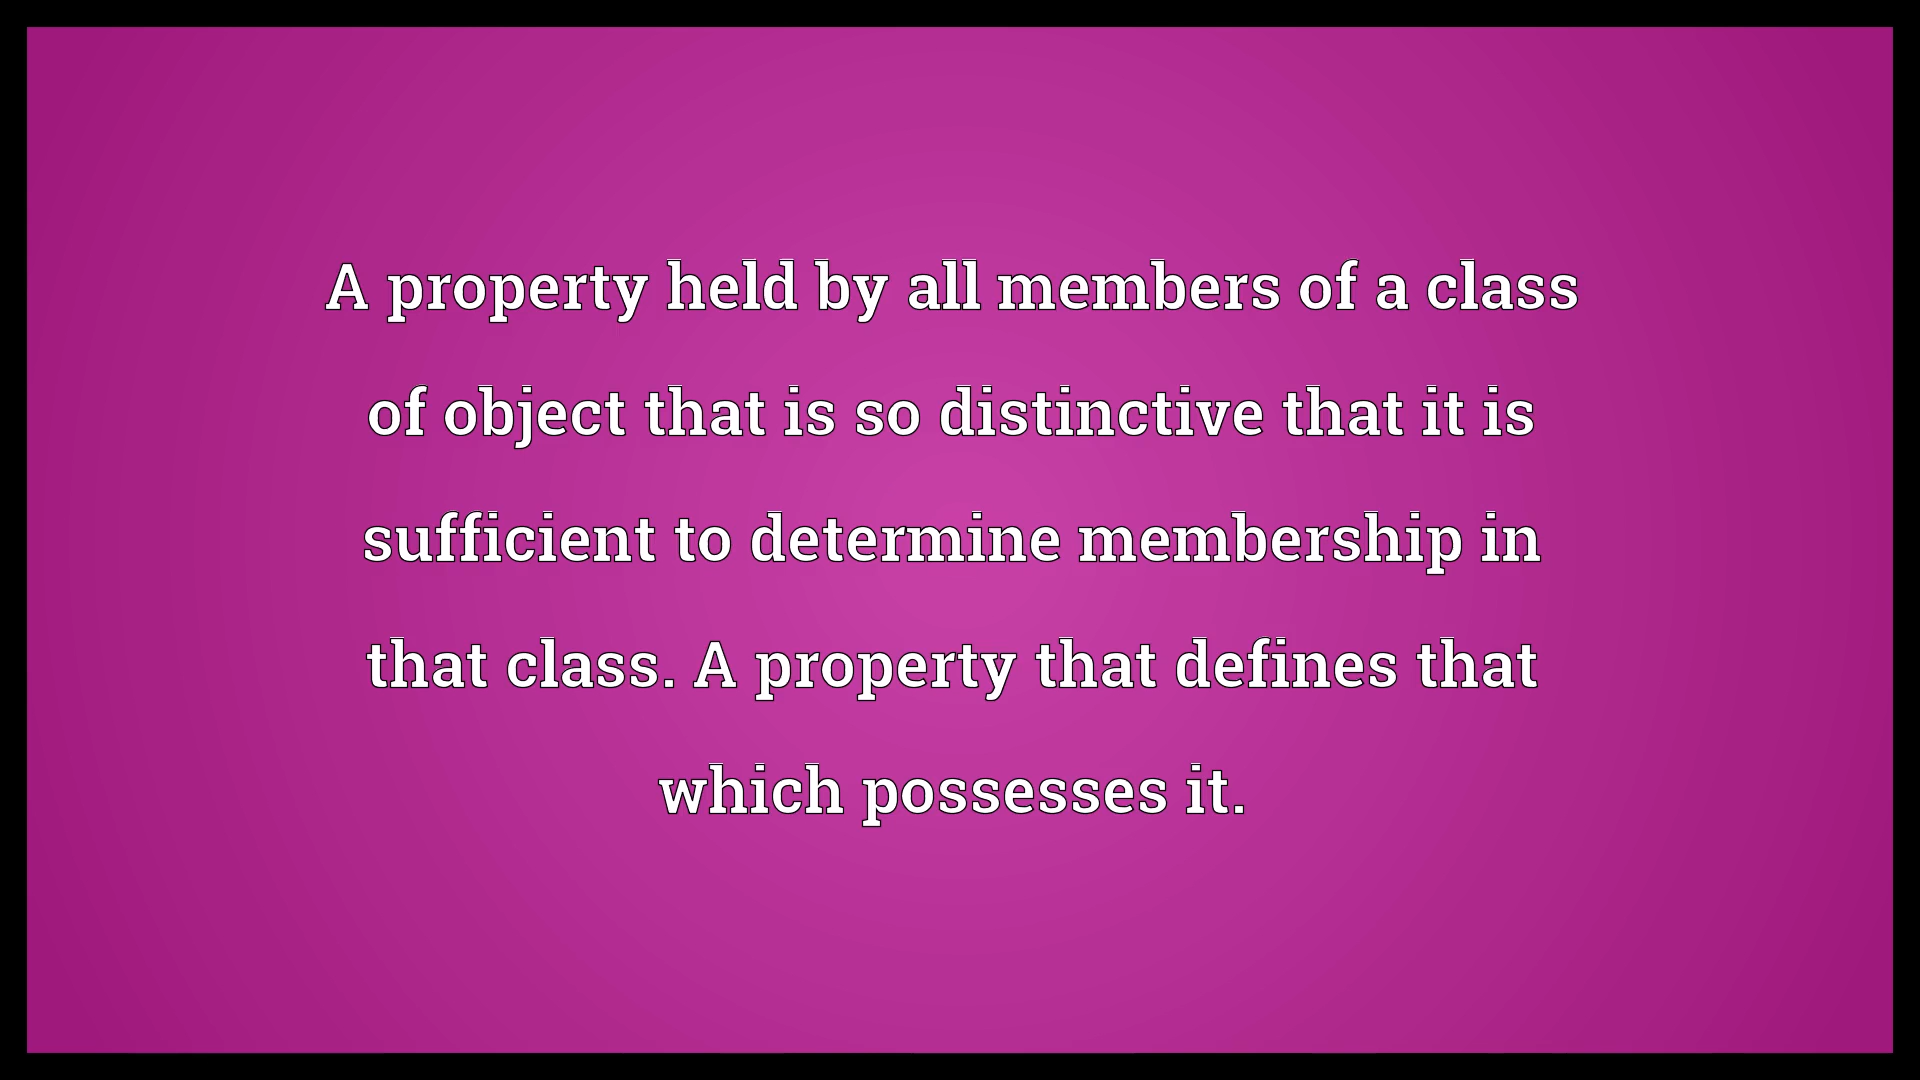 A property held by all members of a class
of object that is so distinctive that it is
sufficient to determine membership in
that class. A property that defines that
which possesses it.